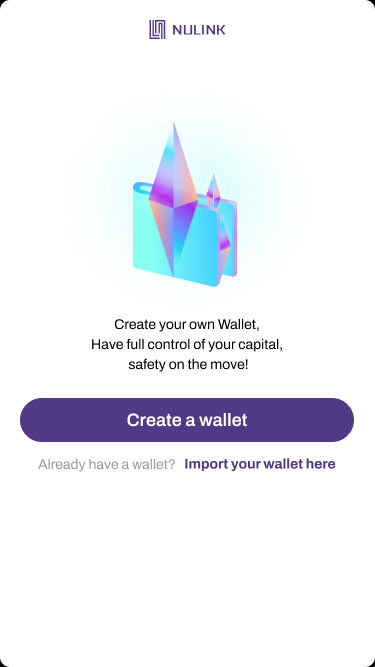 NULINK
Create your own Wallet,
Have full control of your capital,
safety on the move!
Create a wallet
Already have a wallet? Import your wallet here